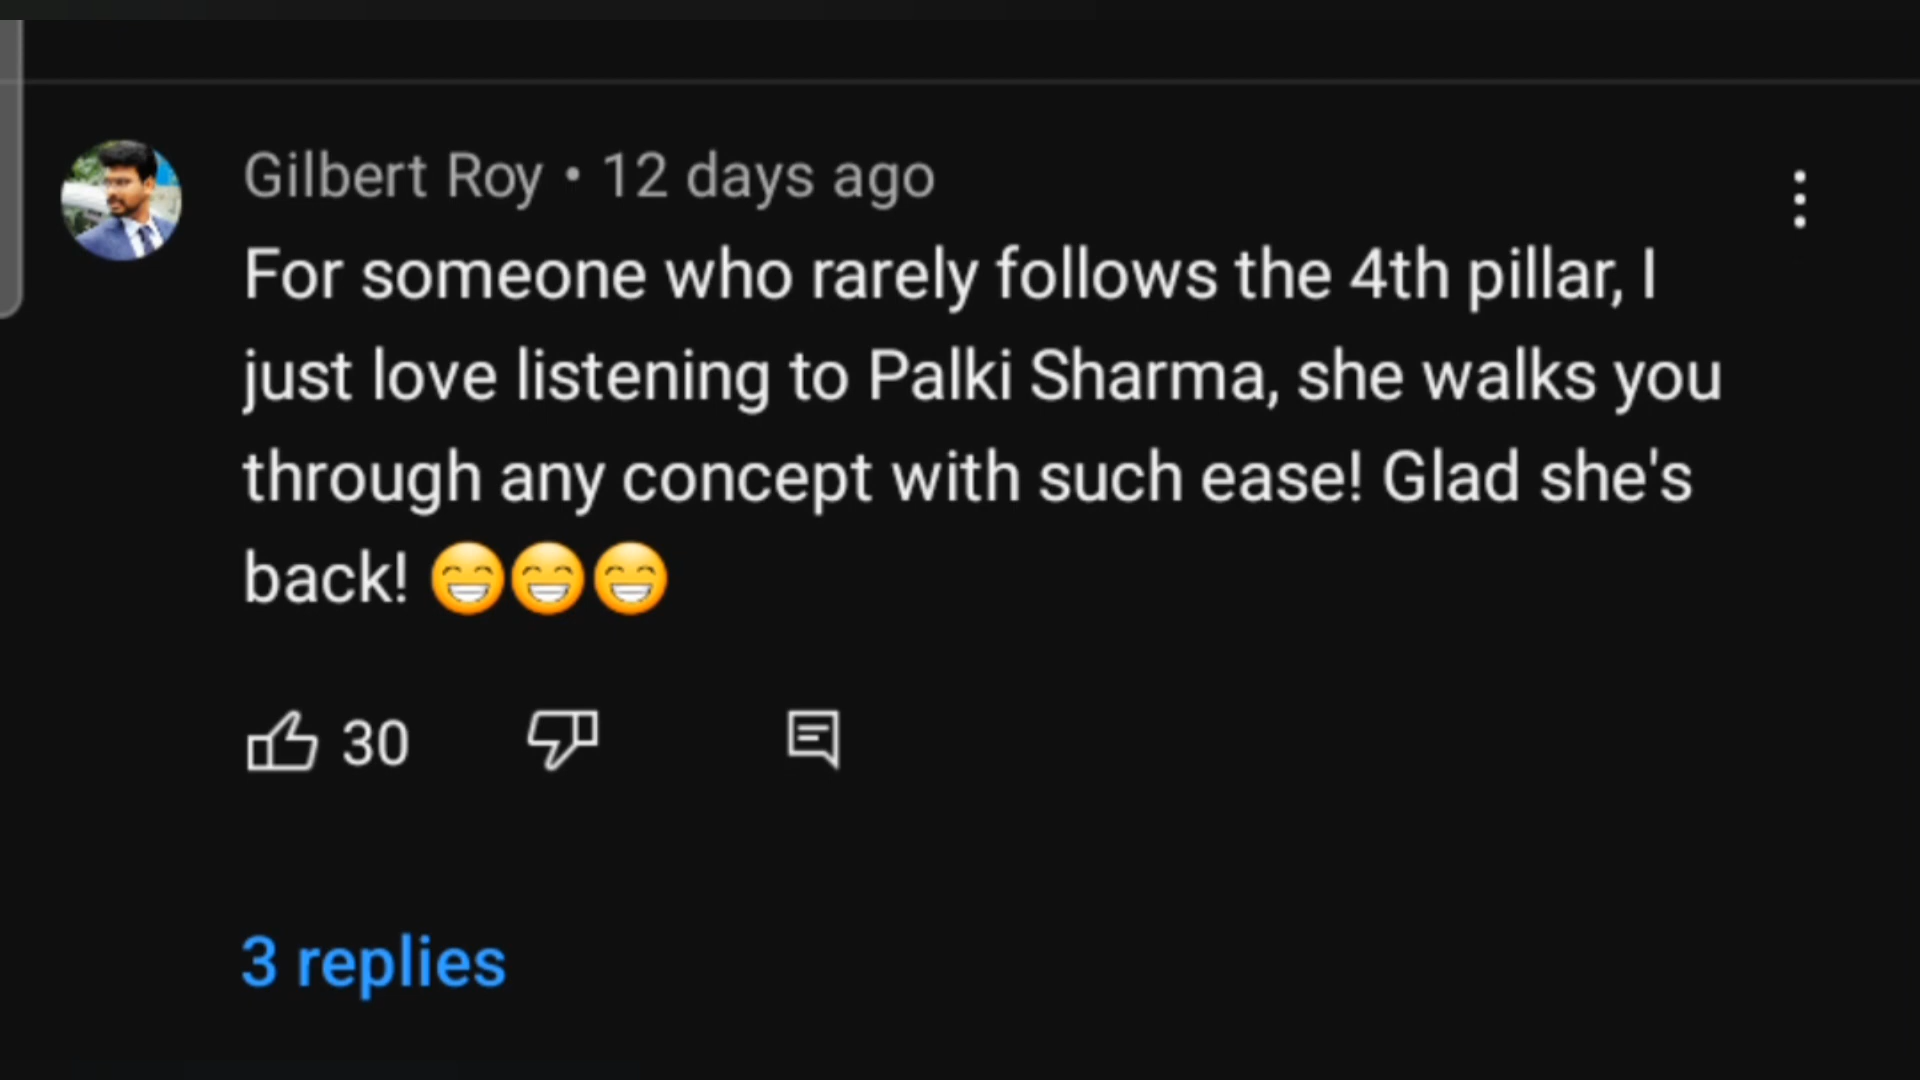 Gilbert Roy • 12 days ago
For someone who rarely follows the 4th pillar, I
just love listening to Palki Sharma, she walks you
through any concept with such ease! Glad she's
back! 😁😁😁
30
3 replies